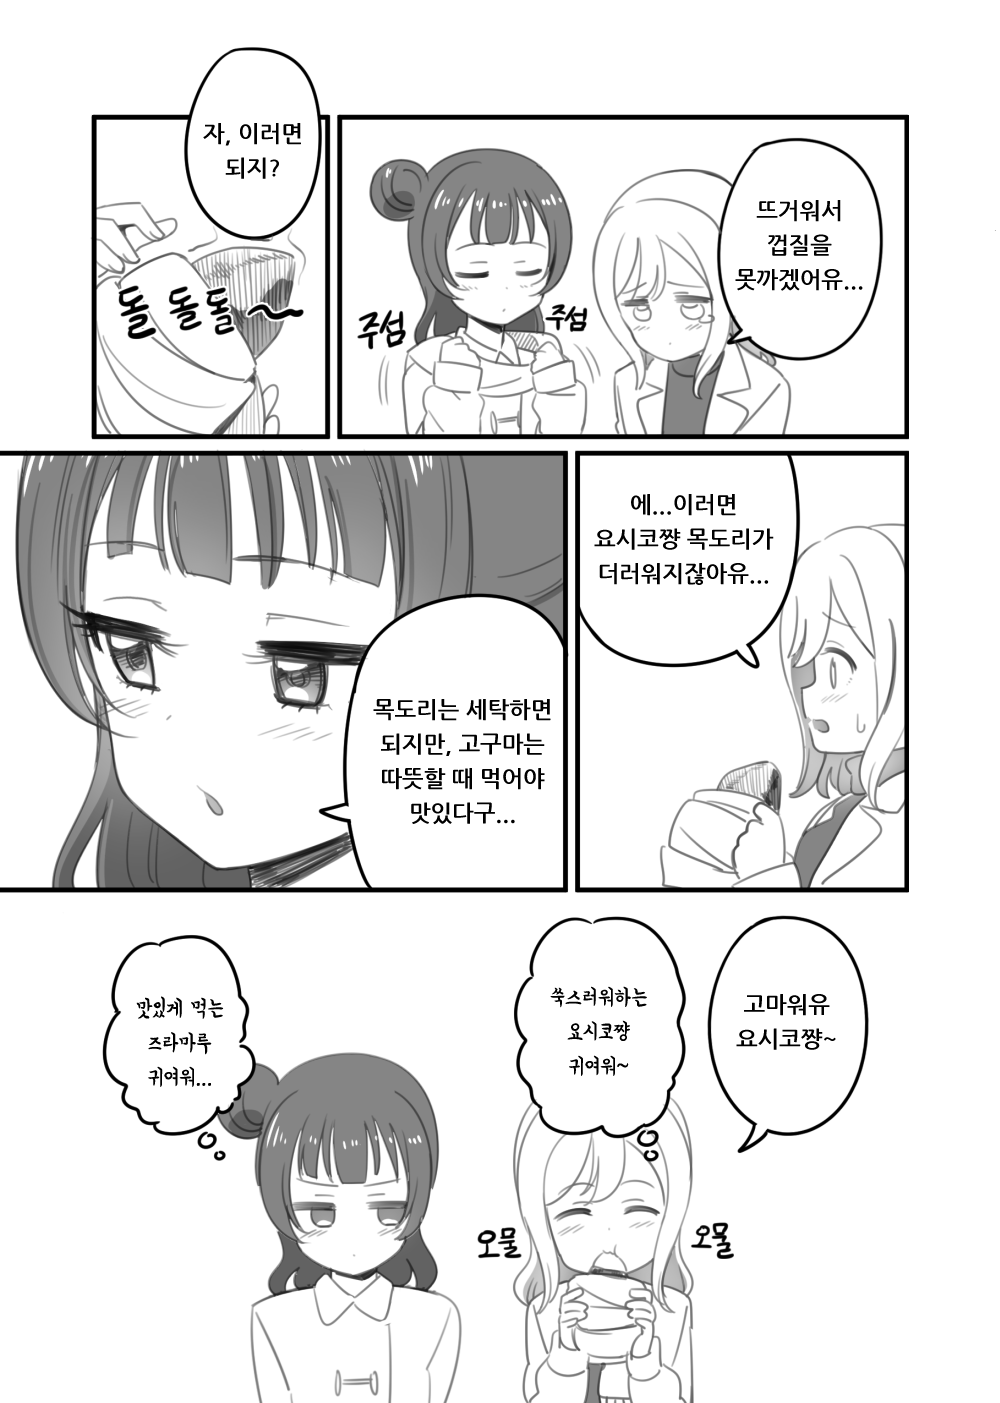 뜨거워서
껍질을
못까겠어유...
주섬
주섬
자, 이러면
되지?
돌 돌돌~
에...이러면
요시코쨩 목도리가
더러워지잖아유...
목도리는 세탁하면
되지만, 고구마는
따뜻할 때 먹어야
맛있다구...
고마워유
요시코쨩~
쑥스러워하는
요시코쨩
귀여워~
오물
오물
맛있게 먹는
즈라마루
귀여워...